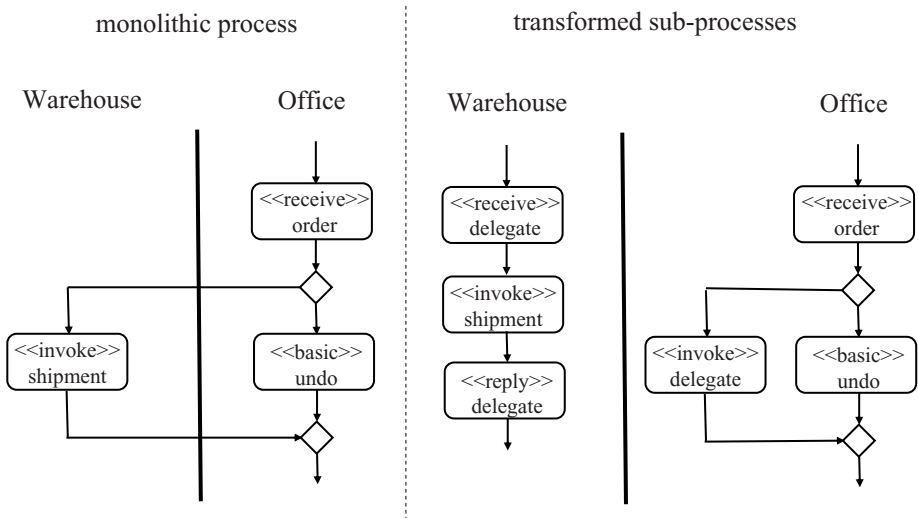 monolithic process
transformed sub-processes
Warehouse
Office
<<receive>>
order
<<invoke>>
shipment
<<basic>>
undo
Warehouse
Office
<<receive>>
delegate
<<invoke>>
shipment
<<reply>>
delegate
<<receive>>
order
<<invoke>>
delegate
<<basic>>
undo